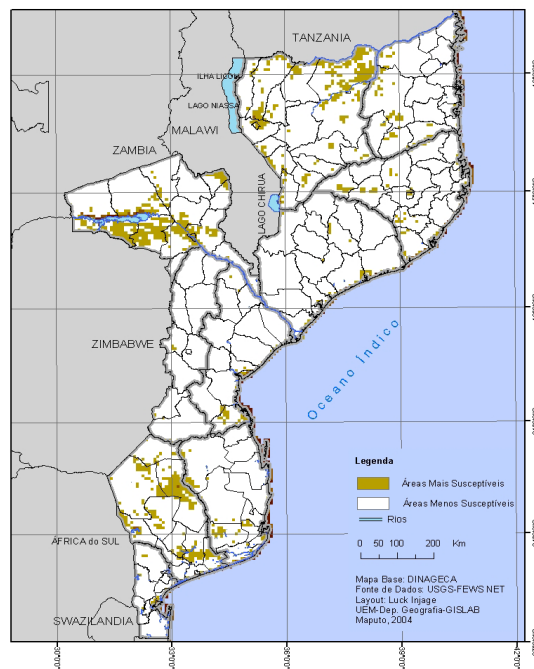 TANZANIA
ILHA LICOM
LAGO NIASSA
MALAWI
ZAMBIA
LAGO CHIRUA
ZIMBABWE
Oceano Índico
Legenda
Áreas Mais Susceptíveis
Áreas Menos Susceptíveis
Rios
0 50 100 200 Km
ÁFRICA do SUL
Mapa Base: DINAGECA
Fonte de Dados: USGS-FEWS NET
Layout: Luck Injage
UEM-Dep. Geografia-GISLAB
Maputo, 2004
SWAZILANDIA